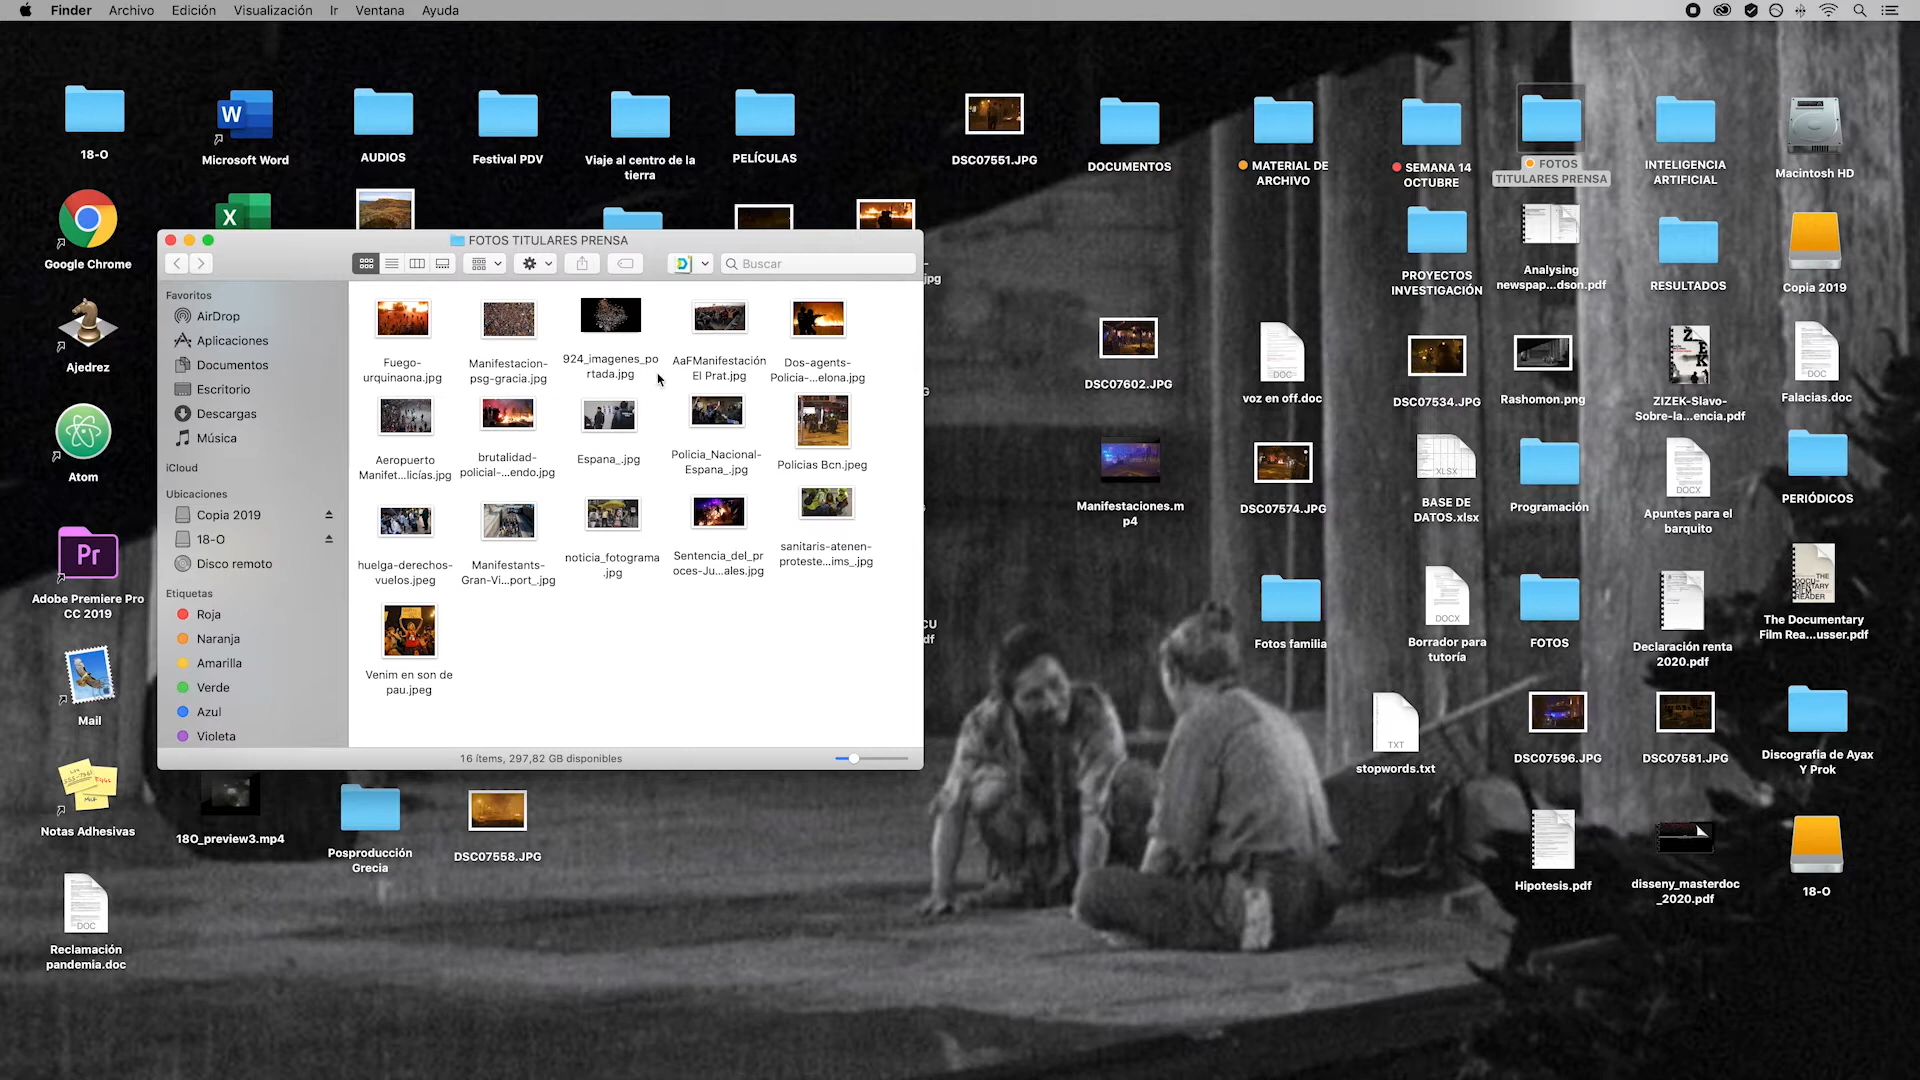 Finder Archivo Edición Visualización Ir Ventana Ayuda
18-O
Microsoft Word
AUDIOS
Festival PDV
Viaje al centro de la
tierra
PELÍCULAS
DSC07551.JPG
DOCUMENTOS
MATERIAL DE
ARCHIVO
SEMANA 14
OCTUBRE
FOTOS
TITULARES PRENSA
INTELIGENCIA
ARTIFICIAL
Macintosh HD
Google Chrome
Ajedrez
Atom
Adobe Premiere Pro
CC 2019
Mail
Notas Adhesivas
Reclamación
pandemia.doc
FOTOS TITULARES PRENSA
Buscar
Favoritos
AirDrop
Aplicaciones
Documentos
Escritorio
Descargas
Música
iCloud
Ubicaciones
Copia 2019
18-O
Disco remoto
Etiquetas
Roja
Naranja
Amarilla
Verde
Azul
Violeta
Fuego-
urquinaona.jpg
Manifestacion-
psg-gracia.jpg
924_imagenes_po
rtada.jpg
AaFManifestación
El Prat.jpg
Dos-agents-
Policia-...elona.jpg
Aeropuerto
Manifet...licías.jpg
brutalidad-
policial-...endo.jpg
Espana_.jpg
Policia_Nacional-
Espana_.jpg
Policias Bcn.jpeg
huelga-derechos-
vuelos.jpeg
Manifestants-
Gran-Vi...port_.jpg
noticia_fotograma
.jpg
Sentencia_del_pr
oces-Ju...ales.jpg
sanitaris-atenen-
proteste...ims_.jpg
Venim en son de
pau.jpeg
16 ítems, 297,82 GB disponibles
18O_preview3.mp4
Posproducción
Grecia
DSC07558.JPG
PROYECTOS
INVESTIGACIÓN
Analysing
newspap...dson.pdf
RESULTADOS
Copia 2019
DSC07602.JPG
DOC
voz en off.doc
DSC07534.JPG
Rashomon.png
ZIZEK-Slavo-
Sobre-la...encia.pdf
DOC
Falacias.doc
Manifestaciones.m
p4
DSC07574.JPG
XLSX
BASE DE
DATOS.xlsx
Programación
DOCX
Apuntes para el
barquito
PERIÓDICOS
Fotos familia
DOCX
Borrador para
tutoría
FOTOS
Declaración renta
2020.pdf
The Documentary
Film Rea...usser.pdf
TXT
stopwords.txt
DSC07596.JPG
DSC07581.JPG
Discografia de Ayax
Y Prok
Hipotesis.pdf
disseny_masterdoc
_2020.pdf
18-O
DOC